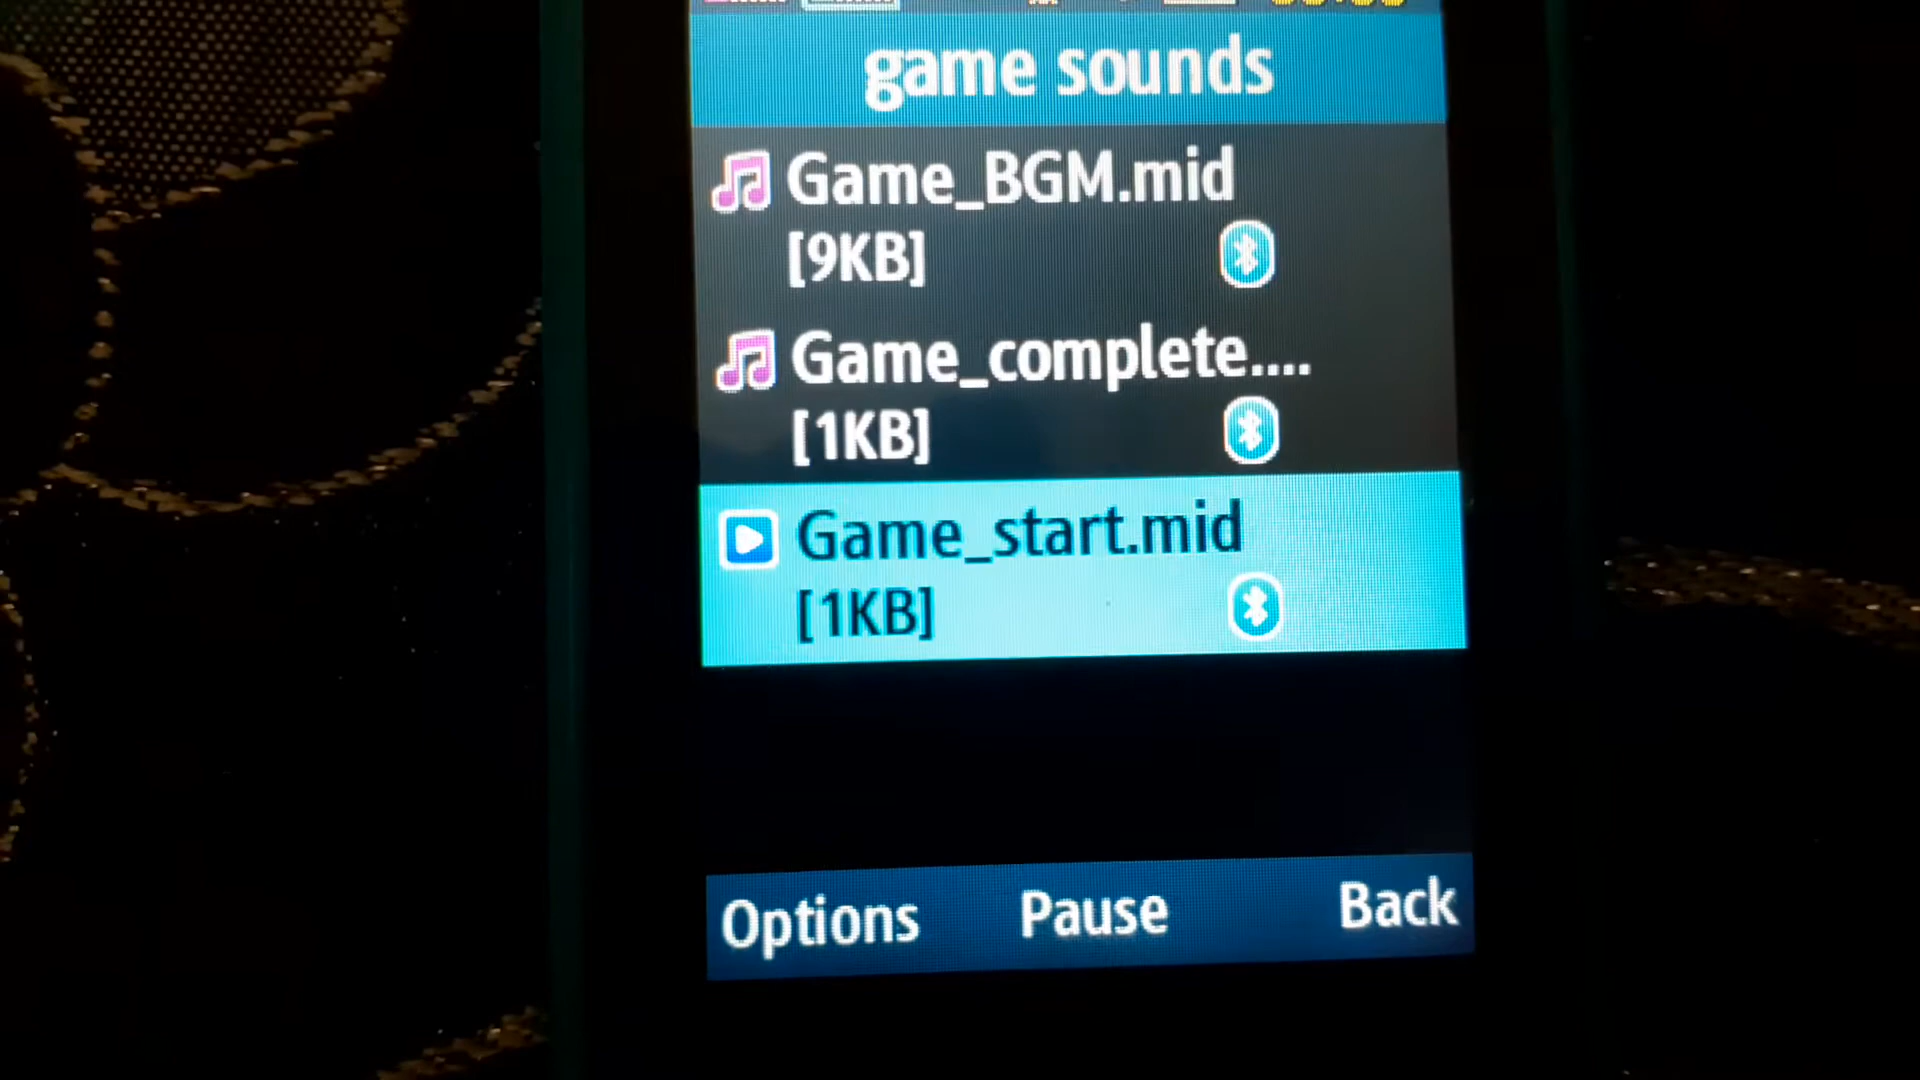 game sounds
Game_BGM.mid
[9KB]
Game_complete....
[1KB]
Game_start.mid
[1KB]
Options Pause Back